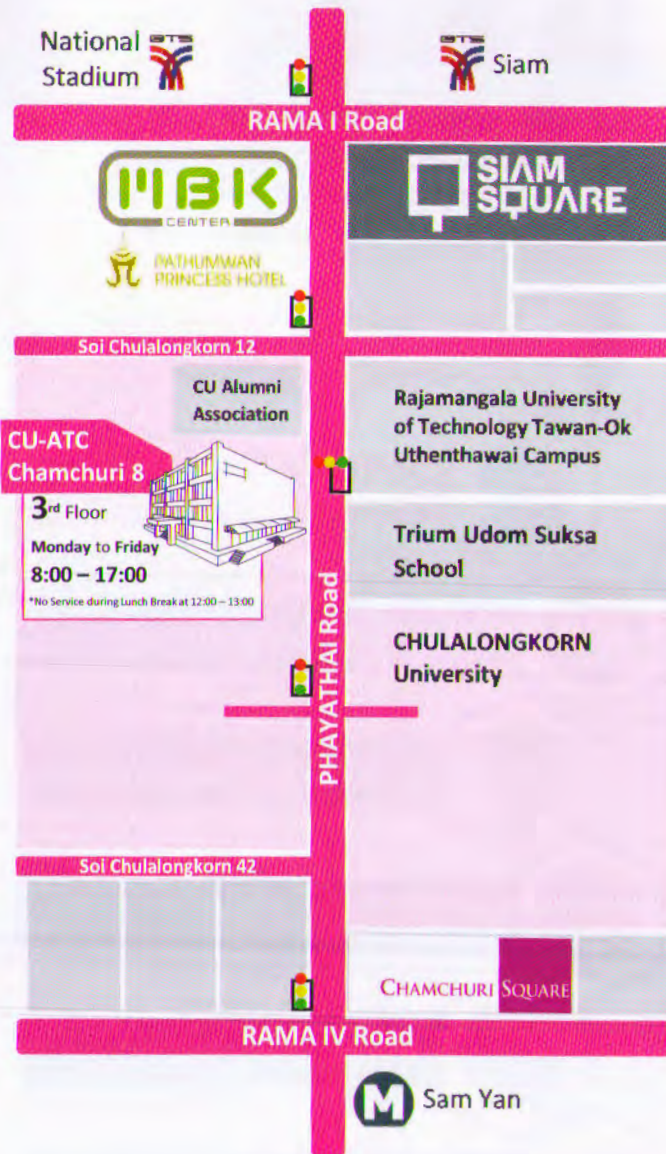 National
Stadium
BTS
BTS
Siam
RAMA I Road
MBK
CENTER
PATHUMWAN
PRINCESS HOTEL
SIAM
SQUARE
Soi Chulalongkorn 12
CU Alumni
Association
Rajamangala University
of Technology Tawan-Ok
Uthenthawai Campus
CU-ATC
Chamchuri 8
3rd Floor
Monday to Friday
8:00 – 17:00
*No Service during Lunch Break at 12:00 – 13:00
Trium Udom Suksa
School
CHULALONGKORN
University
PHAYATHAI Road
Soi Chulalongkorn 42
CHAMCHURI SQUARE
RAMA IV Road
M
Sam Yan